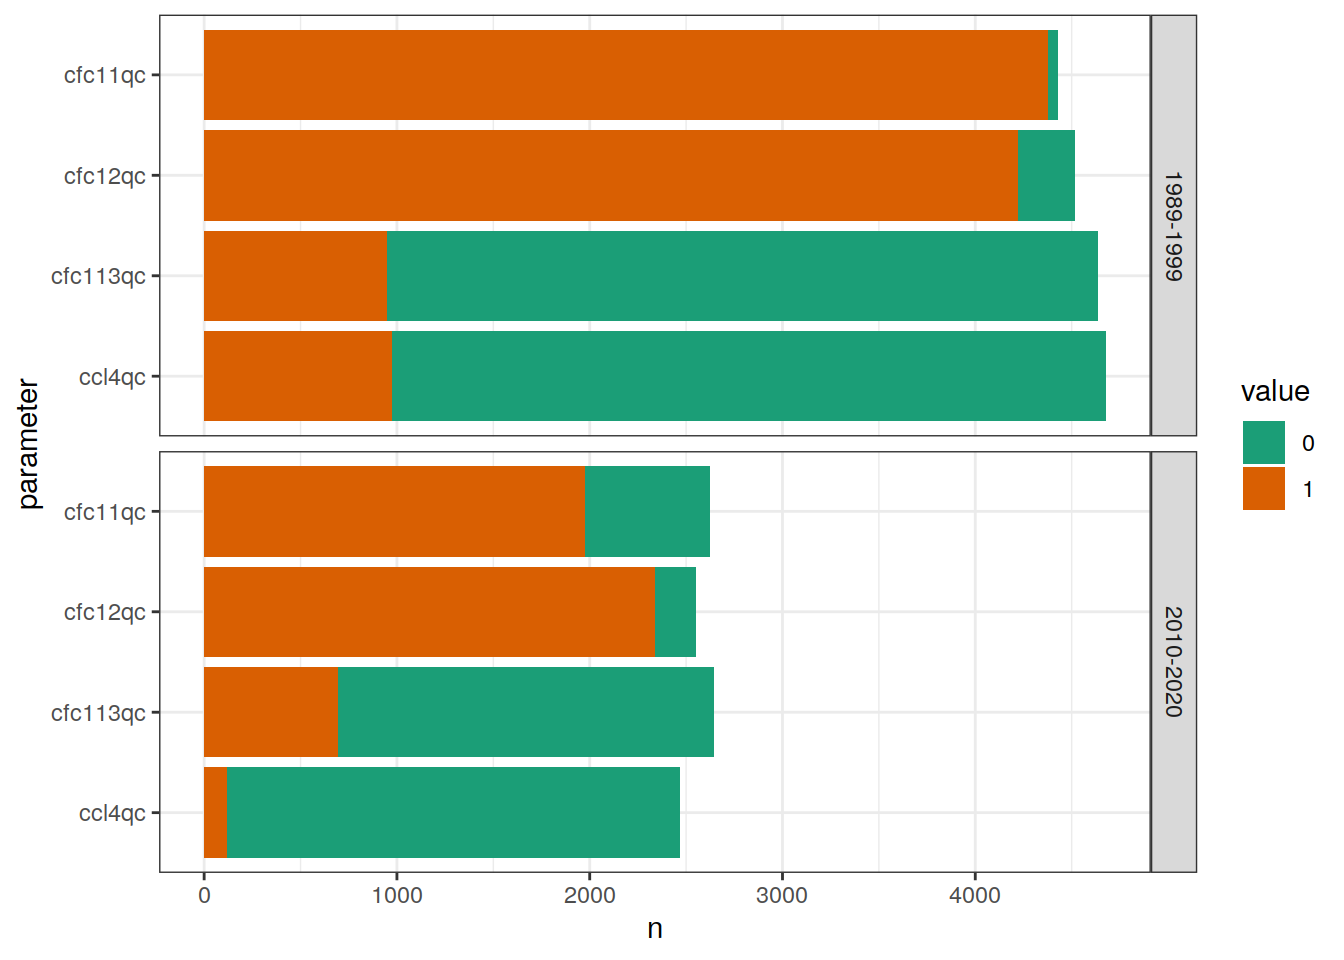 cfc11qc
cfc12qc
cfc113qc
ccl4qc
1989-1999
cfc11qc
cfc12qc
cfc113qc
ccl4qc
2010-2020
0
1000
2000
3000
4000
n
parameter
value
0
1